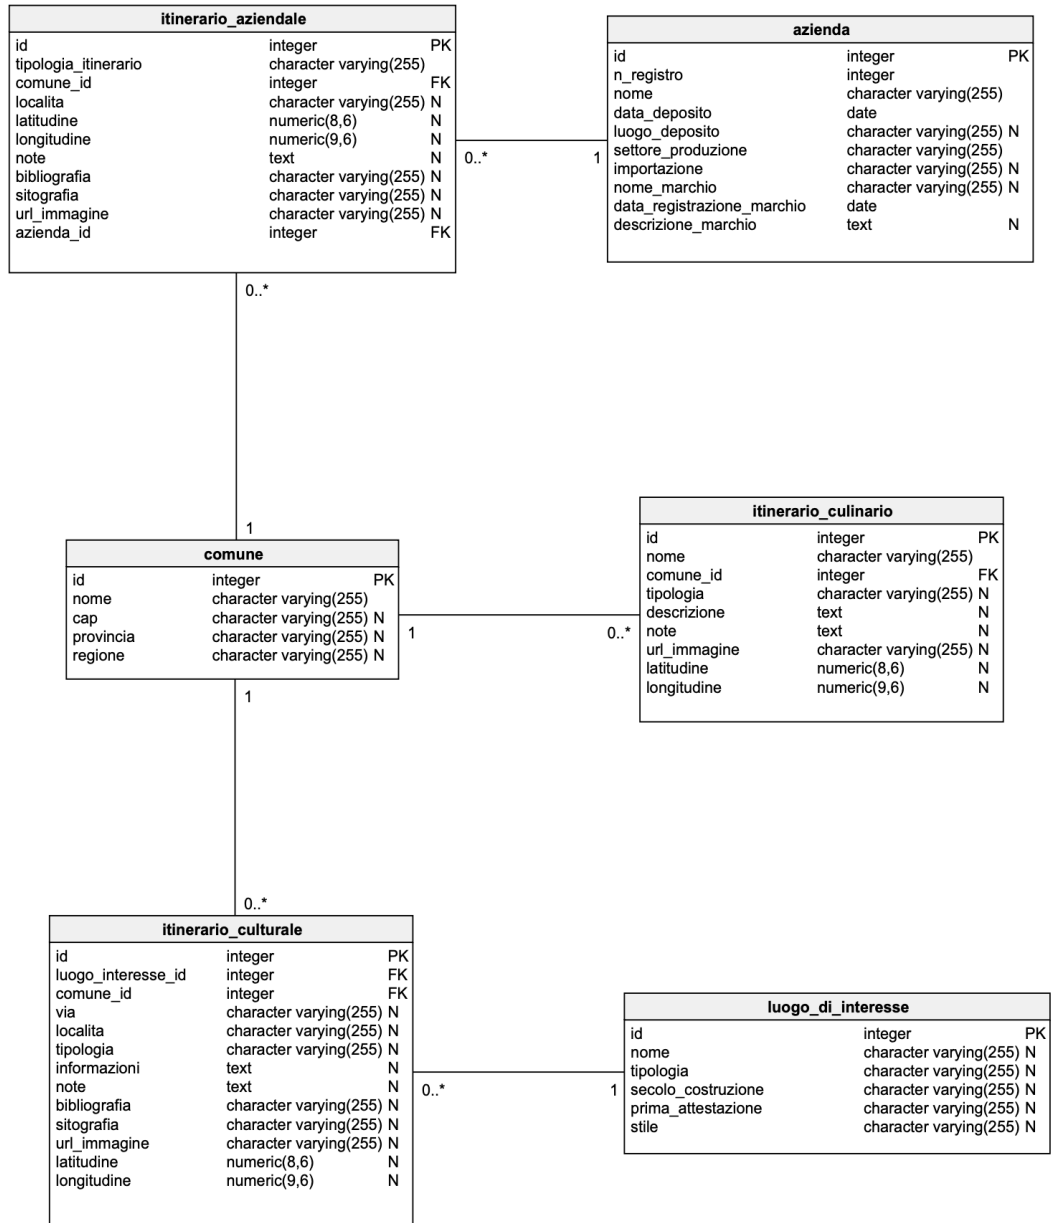 itinerario_aziendale
id integer PK
tipologia_itinerario character varying(255)
comune_id integer FK
localita character varying(255) N
latitudine numeric(8,6) N
longitudine numeric(9,6) N
note text N
bibliografia character varying(255) N
sitografia character varying(255) N
url_immagine character varying(255) N
azienda_id integer FK
0..*
1
azienda
id integer PK
n_registro integer
nome character varying(255)
data_deposito date
luogo_deposito character varying(255) N
settore_produzione character varying(255)
importazione character varying(255) N
nome_marchio character varying(255) N
data_registrazione_marchio date
descrizione_marchio text N
0..*
1
comune
id integer PK
nome character varying(255)
cap character varying(255) N
provincia character varying(255) N
regione character varying(255) N
1
0..*
itinerario_culinario
id integer PK
nome character varying(255)
comune_id integer FK
tipologia character varying(255) N
descrizione text N
note text N
url_immagine character varying(255) N
latitudine numeric(8,6) N
longitudine numeric(9,6) N
1
0..*
itinerario_culturale
id integer PK
luogo_interesse_id integer FK
comune_id integer FK
via character varying(255) N
localita character varying(255) N
tipologia character varying(255) N
informazioni text N
note text N
bibliografia character varying(255) N
sitografia character varying(255) N
url_immagine character varying(255) N
latitudine numeric(8,6) N
longitudine numeric(9,6) N
0..*
1
luogo_di_interesse
id integer PK
nome character varying(255) N
tipologia character varying(255) N
secolo_costruzione character varying(255) N
prima_attestazione character varying(255) N
stile character varying(255) N